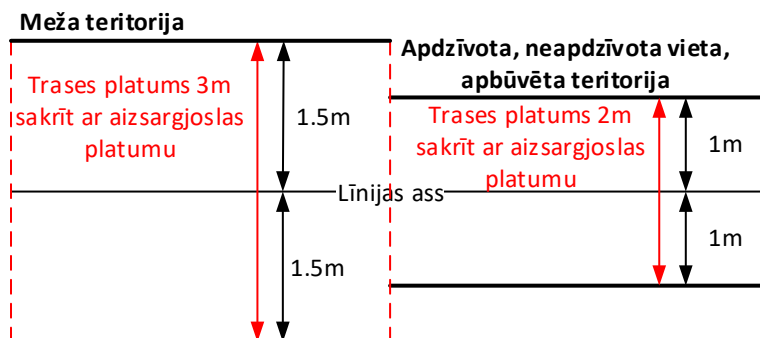 Meža teritorija
Trases platums 3m
sakrīt ar aizsargjoslas
platumu
1.5m
Apdzīvota, neapdzīvota vieta,
apbūvēta teritorija
Trases platums 2m
sakrīt ar aizsargjoslas
platumu
1m
Līnijas ass
1.5m
1m